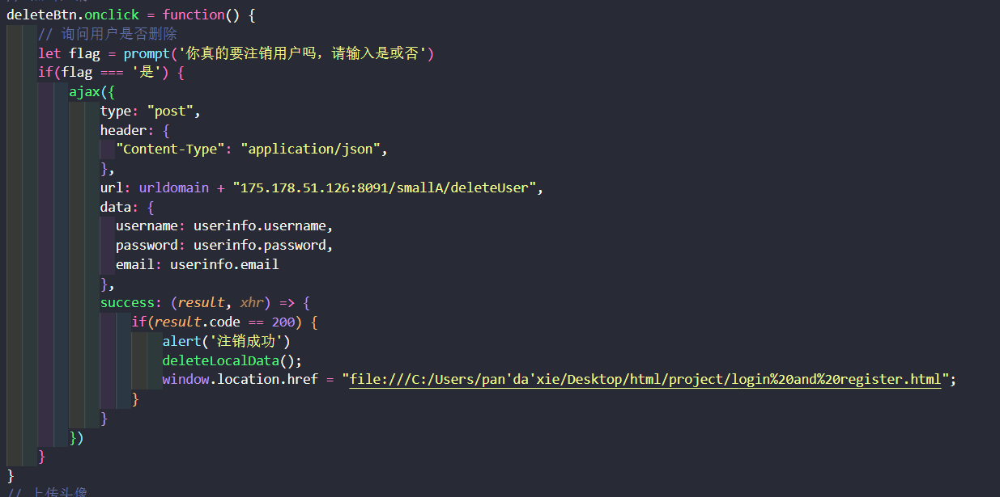 deleteBtn.onclick = function() {
// 询问用户是否删除
let flag = prompt('你真的要注销用户吗，请输入是或否')
if(flag === '是') {
ajax({
type: "post",
header: {
"Content-Type": "application/json",
},
url: urldomain + "175.178.51.126:8091/smallA/deleteUser",
data: {
username: userinfo.username,
password: userinfo.password,
email: userinfo.email
},
success: (result, xhr) => {
if(result.code == 200) {
alert('注销成功')
deleteLocalData();
window.location.href = "file:///C:/Users/pan'da'xie/Desktop/html/project/login%20and%20register.html";
}
}
})
}
}
// 上传头像